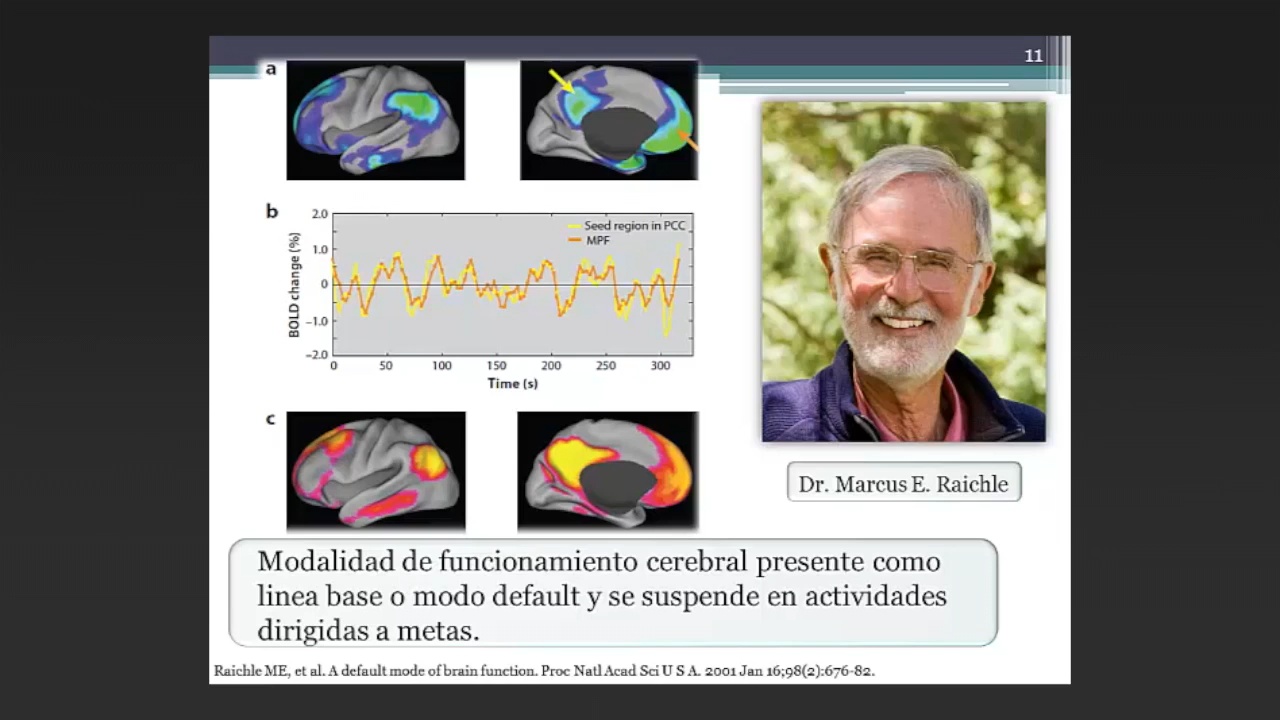 11
a
b
2.0
1.0
0
−1.0
−2.0
BOLD change (%)
Seed region in PCC
MPF
0 50 100 150 200 250 300
Time (s)
c
Dr. Marcus E. Raichle
Modalidad de funcionamiento cerebral presente como
linea base o modo default y se suspende en actividades
dirigidas a metas.
Raichle ME, et al. A default mode of brain function. Proc Natl Acad Sci U S A. 2001 Jan 16;98(2):676-82.